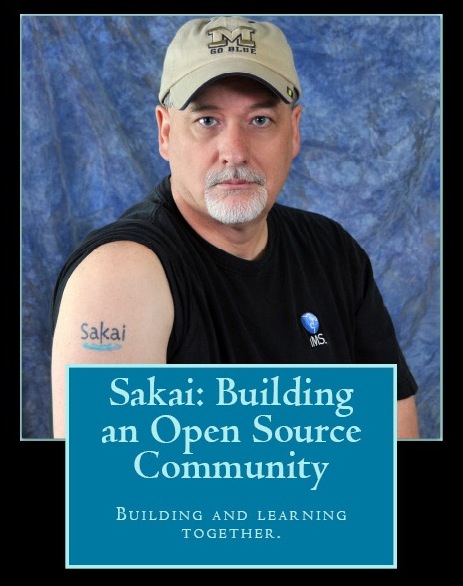 M
GO BLUE
Sakai
IMS.
Sakai: Building
an Open Source
Community
Building and learning
together.